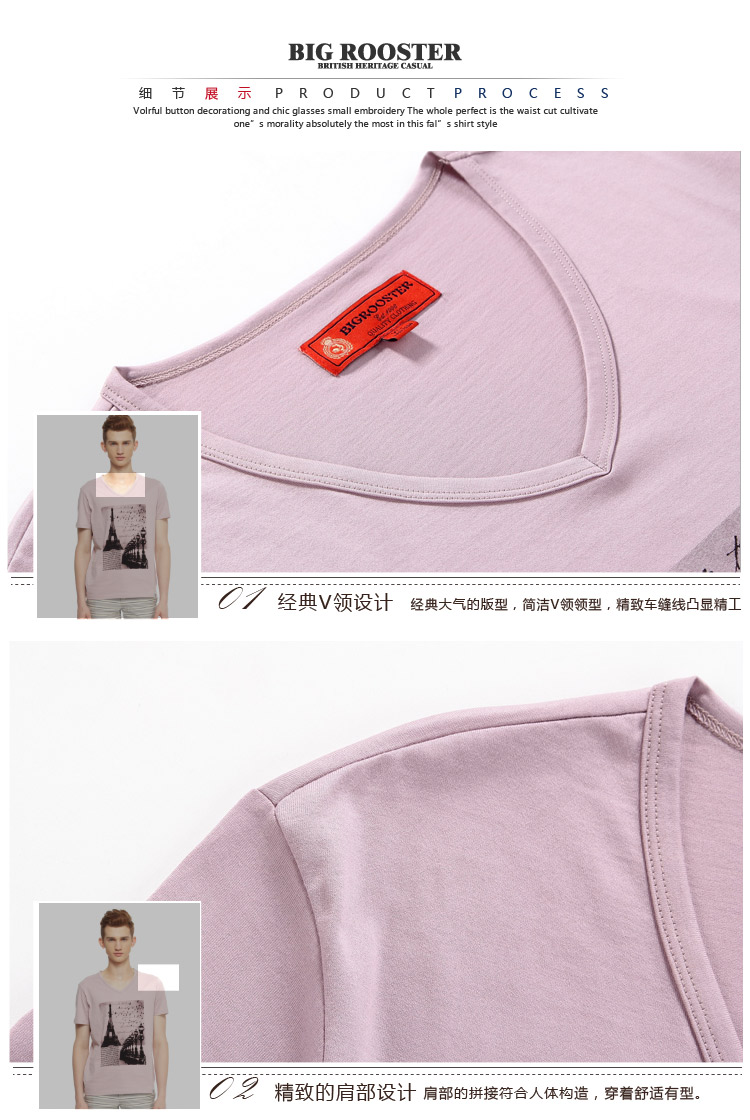 BIG ROOSTER
BRITISH HERITAGE CASUAL
细节展示 PRODUCT PROCESS
Volrful button decorationg and chic glasses small embroidery The whole perfect is the waist cut cultivate
one”s morality absolutely the most in this fal”s shirt style
BIGROOSTER
QUALITY CLOTHING
01 经典V领设计 经典大气的版型，简洁V领领型，精致车缝线凸显精工
02 精致的肩部设计 肩部的拼接符合人体构造，穿着舒适有型。